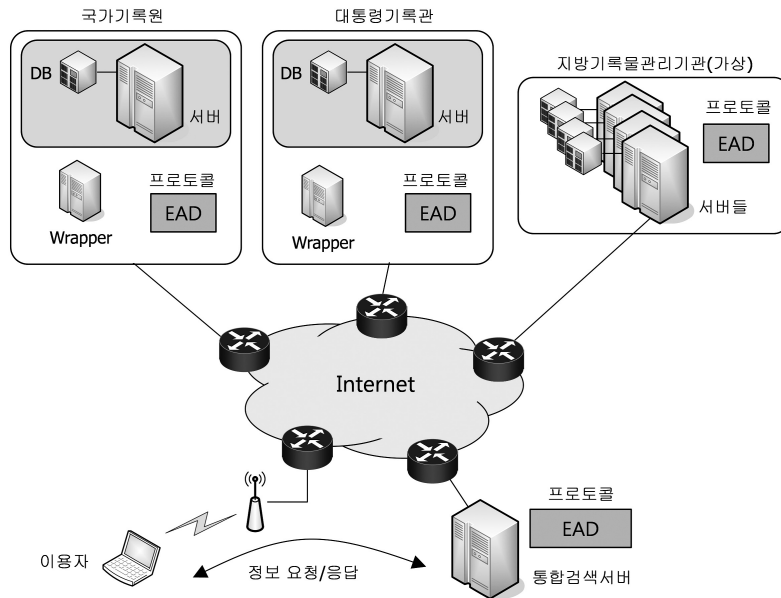 국가기록원
DB
서버
프로토콜
EAD
Wrapper
대통령기록관
DB
서버
프로토콜
EAD
Wrapper
지방기록물관리기관(가상)
프로토콜
EAD
서버들
Internet
이용자
정보 요청/응답
프로토콜
EAD
통합검색서버